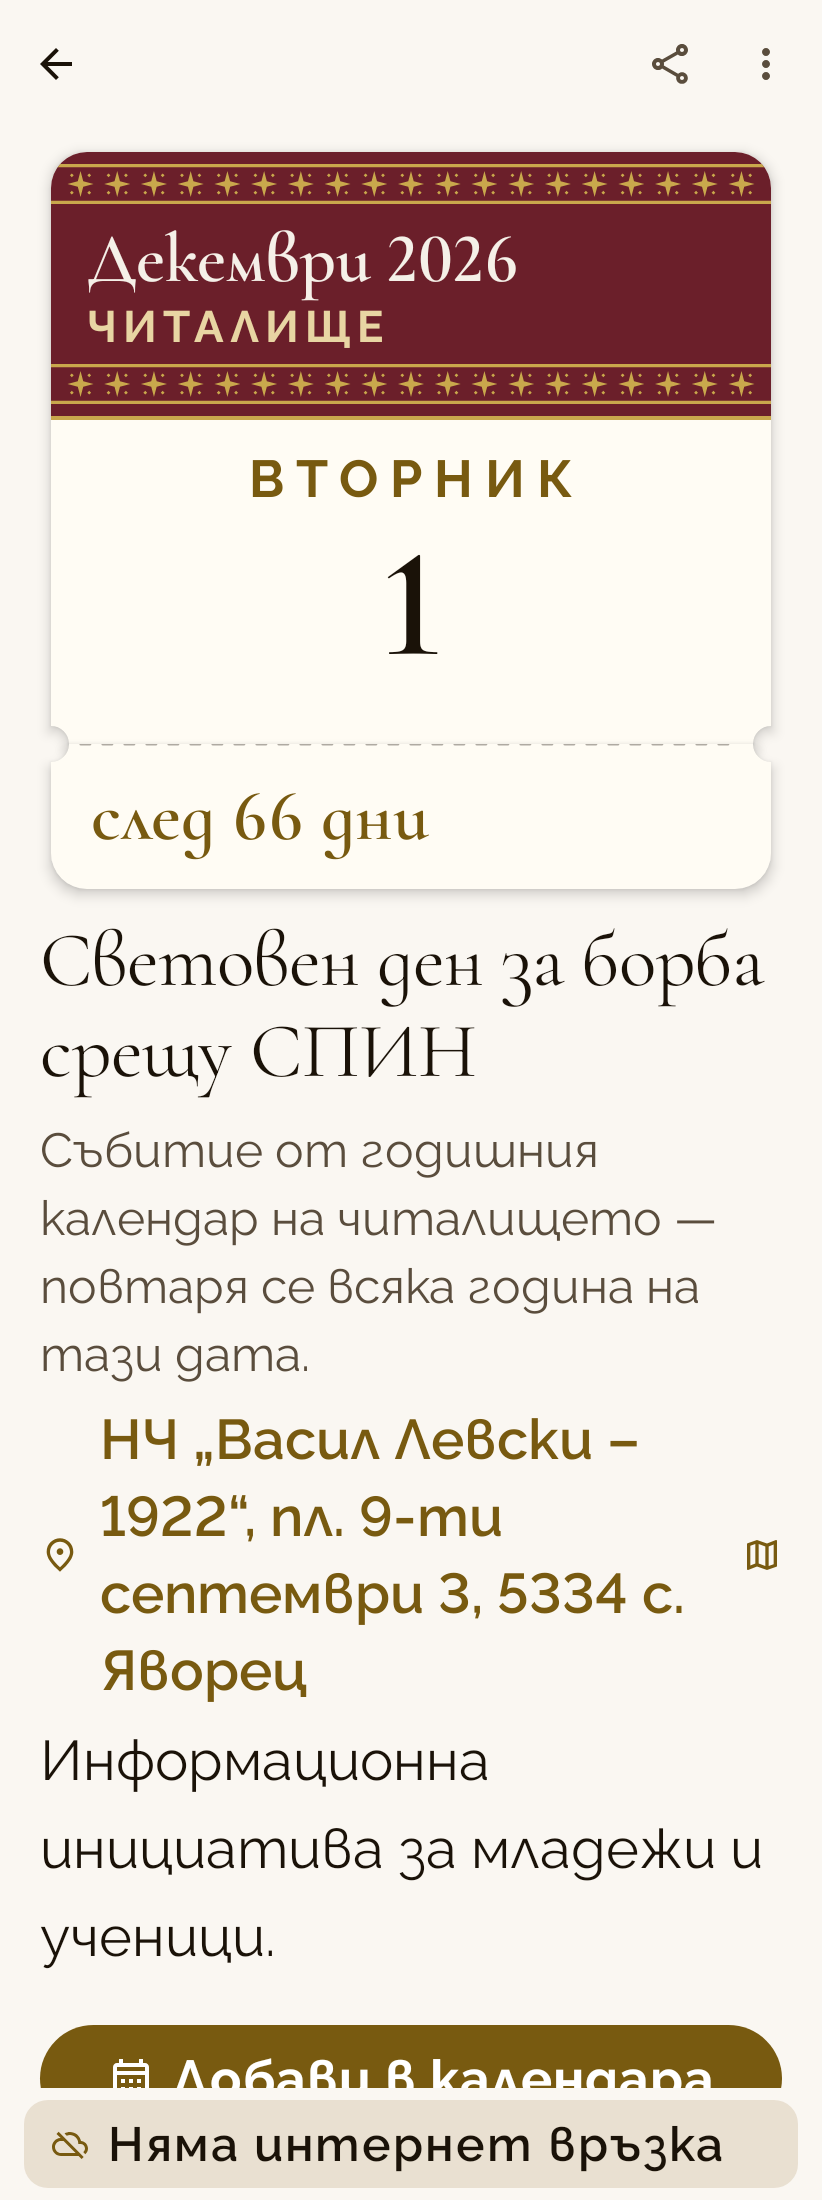 Декември 2026
ЧИТАЛИЩЕ
ВТОРНИК
1
след 66 дни
Световен ден за борба
срещу СПИН
Събитие от годишния
календар на читалището —
повтаря се всяка година на
тази дата.
НЧ „Васил Левски –
1922“, пл. 9-ти
септември 3, 5334 с.
Яворец
Информационна
инициатива за младежи и
ученици.
Добави в календара
Няма интернет връзка